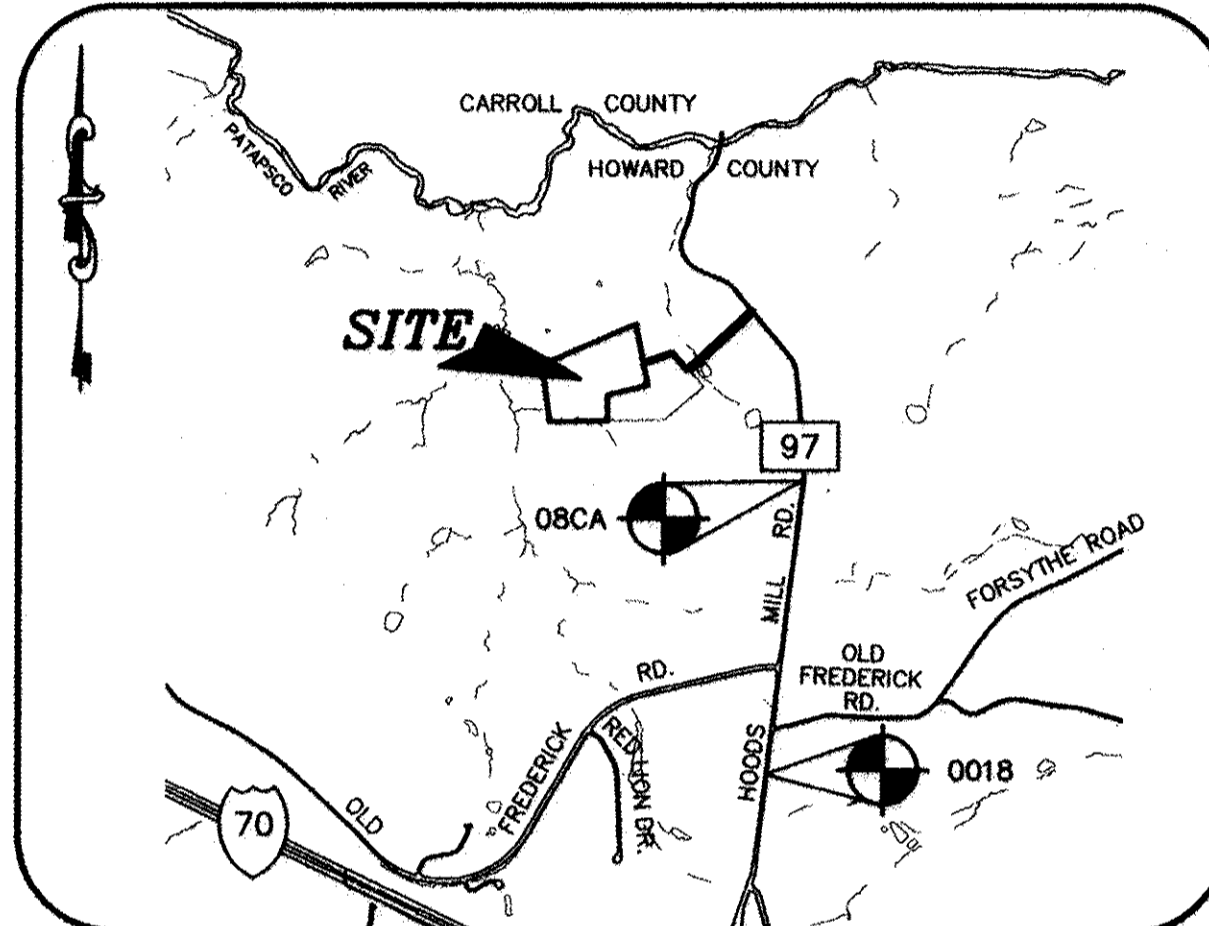 CARROLL COUNTY
HOWARD COUNTY
PATAPSCO RIVER
SITE
97
08CA
HOODS MILL RD.
FORSYTHE ROAD
OLD FREDERICK RD.
OLD
FREDERICK
RD.
RED LION DR.
0018
70